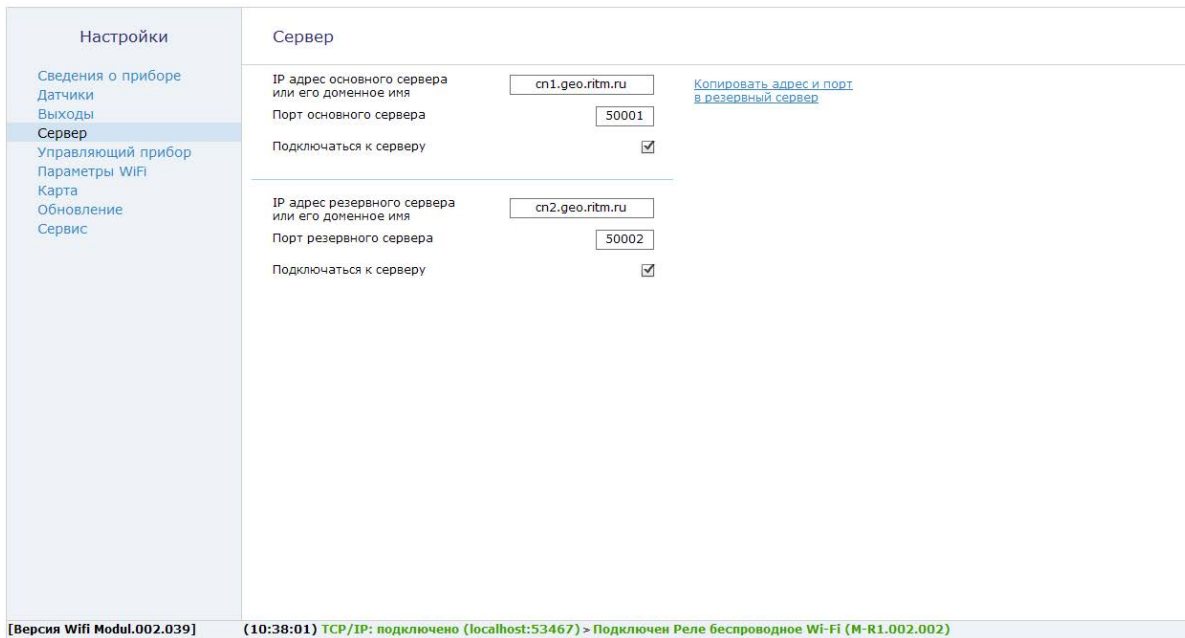 Настройки
Сведения о приборе
Датчики
Выходы
Сервер
Управляющий прибор
Параметры WiFi
Карта
Обновление
Сервис
Сервер
IP адрес основного сервера
или его доменное имя
cn1.geo.ritm.ru
Копировать адрес и порт
в резервный сервер
Порт основного сервера
50001
Подключаться к серверу
IP адрес резервного сервера
или его доменное имя
cn2.geo.ritm.ru
Порт резервного сервера
50002
Подключаться к серверу
[Версия Wifi Modul.002.039]
(10:38:01) TCP/IP: подключено (localhost:53467) > Подключен Реле беспроводное Wi-Fi (M-R1.002.002)